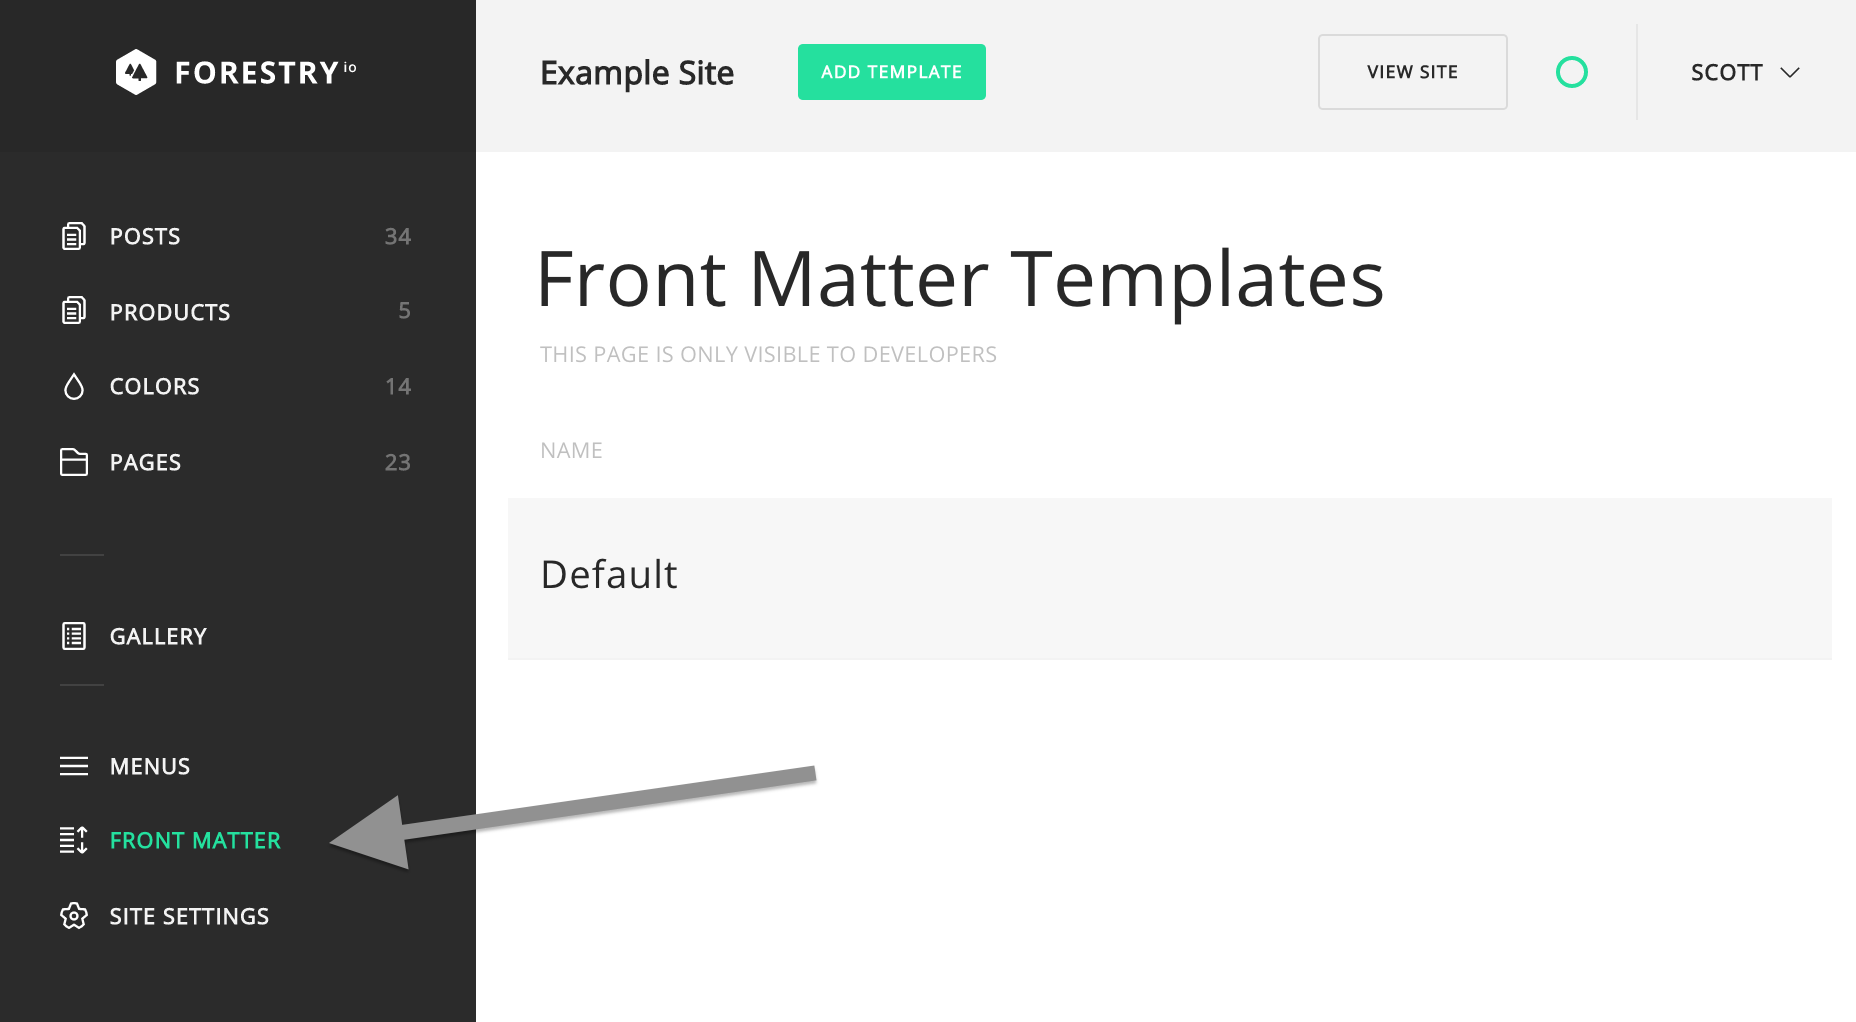 FORESTRY io
Example Site
ADD TEMPLATE
VIEW SITE
SCOTT
POSTS 34
PRODUCTS 5
COLORS 14
PAGES 23
GALLERY
MENUS
FRONT MATTER
SITE SETTINGS
Front Matter Templates
THIS PAGE IS ONLY VISIBLE TO DEVELOPERS
NAME
Default